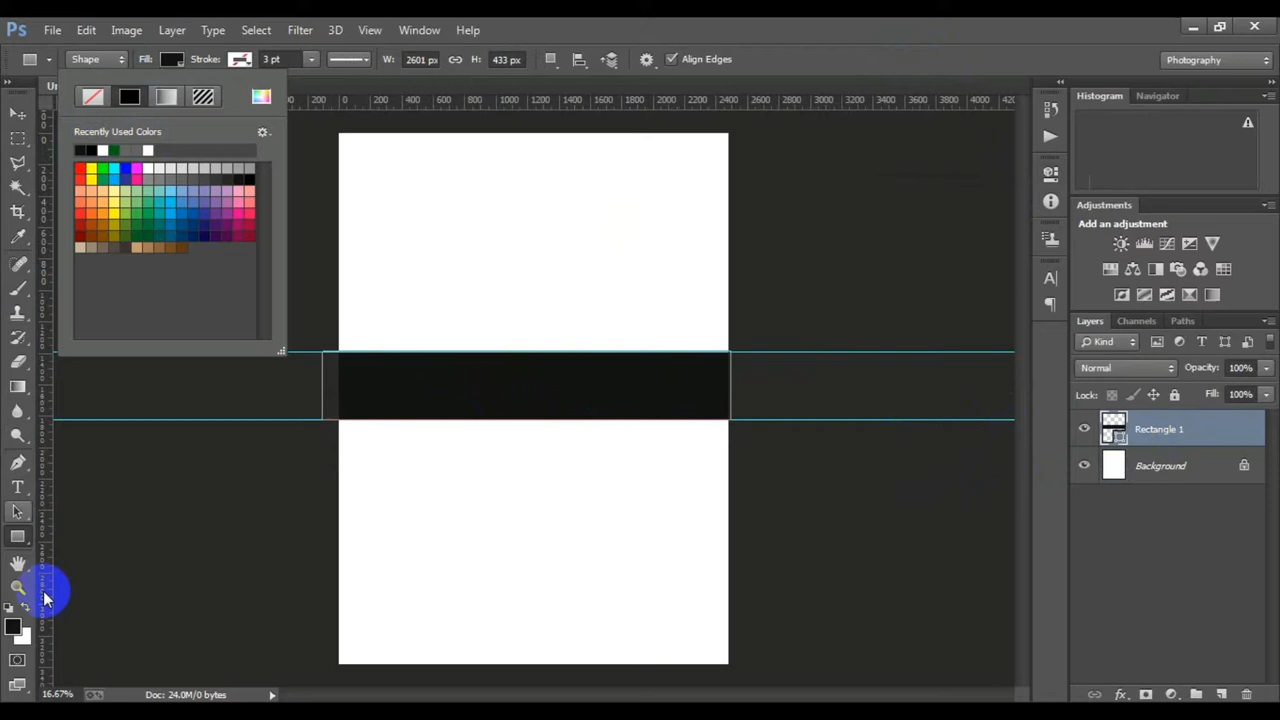 Ps File Edit Image Layer Type Select Filter 3D View Window Help
Shape Fill: Stroke: 3 pt W: 2601 px H: 433 px Align Edges Photography
Recently Used Colors
200 0 200 400 600 800 1000 1200 1400 1600 1800 2000 2200 2400 2600 2800 3000 3200 3400 3600 3800 4000
Histogram Navigator
Adjustments
Add an adjustment
Layers Channels Paths
Kind
Normal Opacity: 100%
Lock: Fill: 100%
Rectangle 1
Background
16.67% Doc: 24.0M/0 bytes